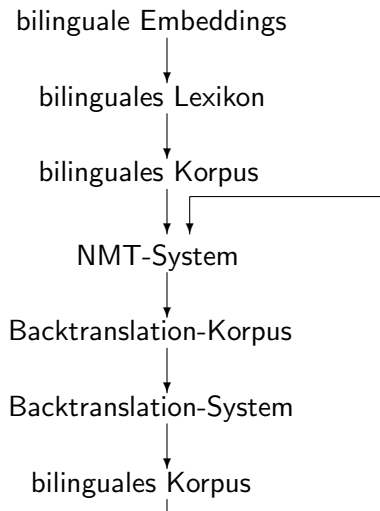 bilinguale Embeddings
bilinguales Lexikon
bilinguales Korpus
NMT-System
Backtranslation-Korpus
Backtranslation-System
bilinguales Korpus